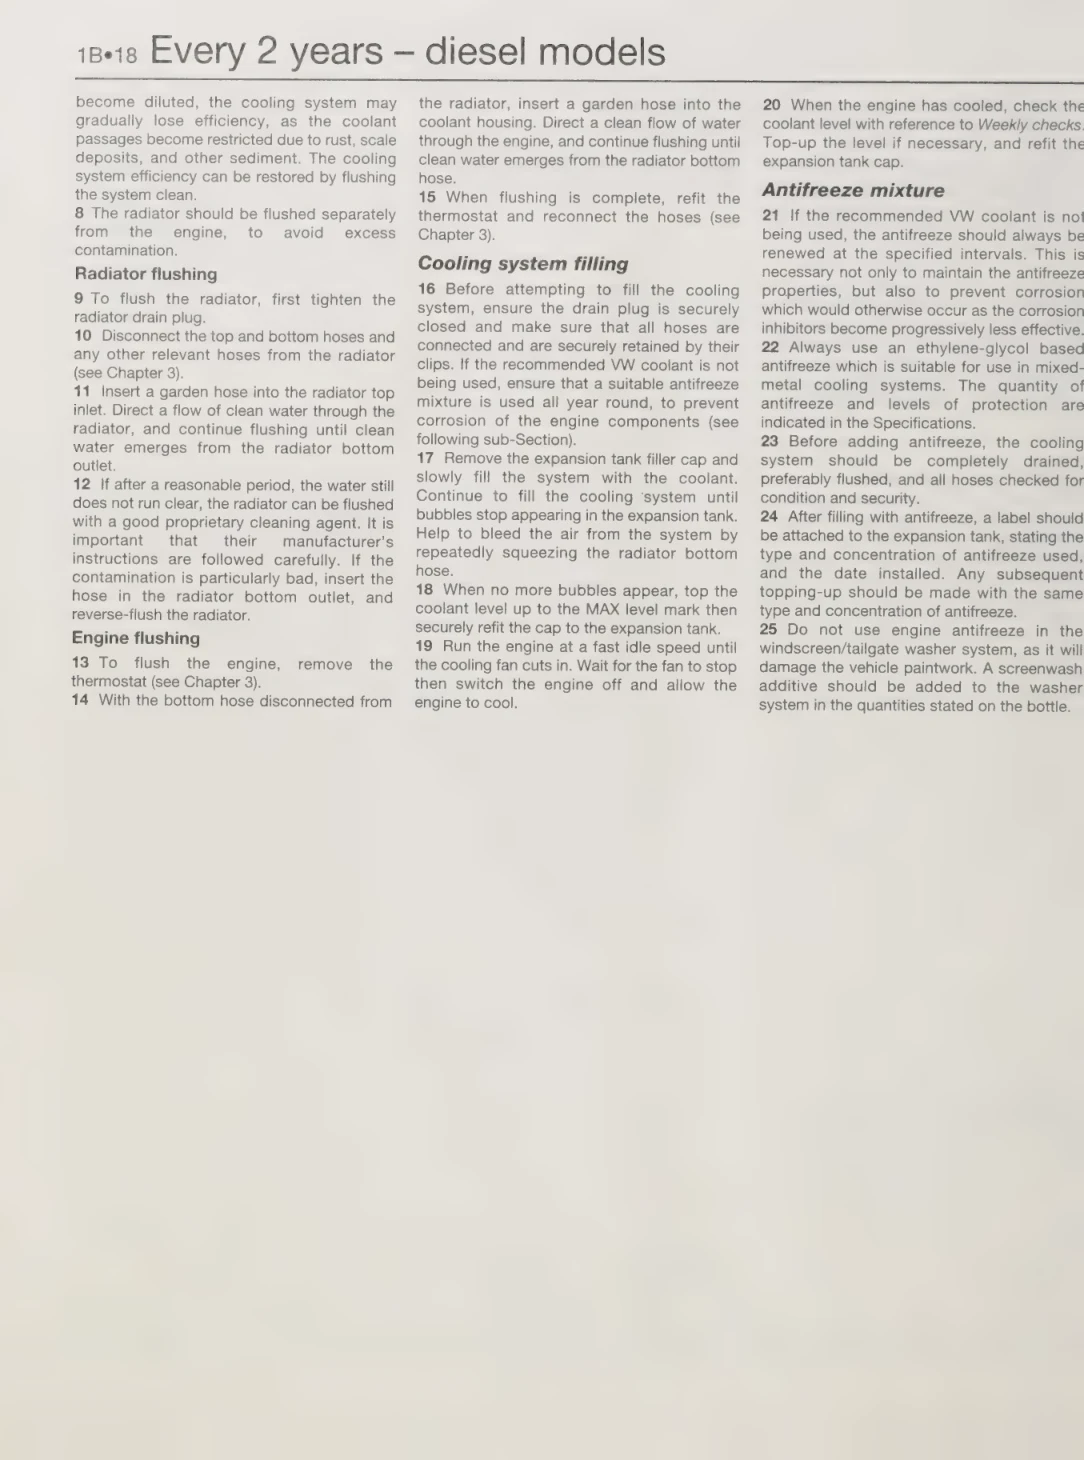 1B•18 Every 2 years – diesel models
become diluted, the cooling system may
gradually lose efficiency, as the coolant
passages become restricted due to rust, scale
deposits, and other sediment. The cooling
system efficiency can be restored by flushing
the system clean.
8 The radiator should be flushed separately
from the engine, to avoid excess
contamination.
Radiator flushing
9 To flush the radiator, first tighten the
radiator drain plug.
10 Disconnect the top and bottom hoses and
any other relevant hoses from the radiator
(see Chapter 3).
11 Insert a garden hose into the radiator top
inlet. Direct a flow of clean water through the
radiator, and continue flushing until clean
water emerges from the radiator bottom
outlet.
12 If after a reasonable period, the water still
does not run clear, the radiator can be flushed
with a good proprietary cleaning agent. It is
important that their manufacturer's
instructions are followed carefully. If the
contamination is particularly bad, insert the
hose in the radiator bottom outlet, and
reverse-flush the radiator.
Engine flushing
13 To flush the engine, remove the
thermostat (see Chapter 3).
14 With the bottom hose disconnected from
the radiator, insert a garden hose into the
coolant housing. Direct a clean flow of water
through the engine, and continue flushing until
clean water emerges from the radiator bottom
hose.
15 When flushing is complete, refit the
thermostat and reconnect the hoses (see
Chapter 3).
Cooling system filling
16 Before attempting to fill the cooling
system, ensure the drain plug is securely
closed and make sure that all hoses are
connected and are securely retained by their
clips. If the recommended VW coolant is not
being used, ensure that a suitable antifreeze
mixture is used all year round, to prevent
corrosion of the engine components (see
following sub-Section).
17 Remove the expansion tank filler cap and
slowly fill the system with the coolant.
Continue to fill the cooling system until
bubbles stop appearing in the expansion tank.
Help to bleed the air from the system by
repeatedly squeezing the radiator bottom
hose.
18 When no more bubbles appear, top the
coolant level up to the MAX level mark then
securely refit the cap to the expansion tank.
19 Run the engine at a fast idle speed until
the cooling fan cuts in. Wait for the fan to stop
then switch the engine off and allow the
engine to cool.
20 When the engine has cooled, check the
coolant level with reference to Weekly checks.
Top-up the level if necessary, and refit the
expansion tank cap.
Antifreeze mixture
21 If the recommended VW coolant is not
being used, the antifreeze should always be
renewed at the specified intervals. This is
necessary not only to maintain the antifreeze
properties, but also to prevent corrosion
which would otherwise occur as the corrosion
inhibitors become progressively less effective.
22 Always use an ethylene-glycol based
antifreeze which is suitable for use in mixed-
metal cooling systems. The quantity of
antifreeze and levels of protection are
indicated in the Specifications.
23 Before adding antifreeze, the cooling
system should be completely drained,
preferably flushed, and all hoses checked for
condition and security.
24 After filling with antifreeze, a label should
be attached to the expansion tank, stating the
type and concentration of antifreeze used,
and the date installed. Any subsequent
topping-up should be made with the same
type and concentration of antifreeze.
25 Do not use engine antifreeze in the
windscreen/tailgate washer system, as it will
damage the vehicle paintwork. A screenwash
additive should be added to the washer
system in the quantities stated on the bottle.